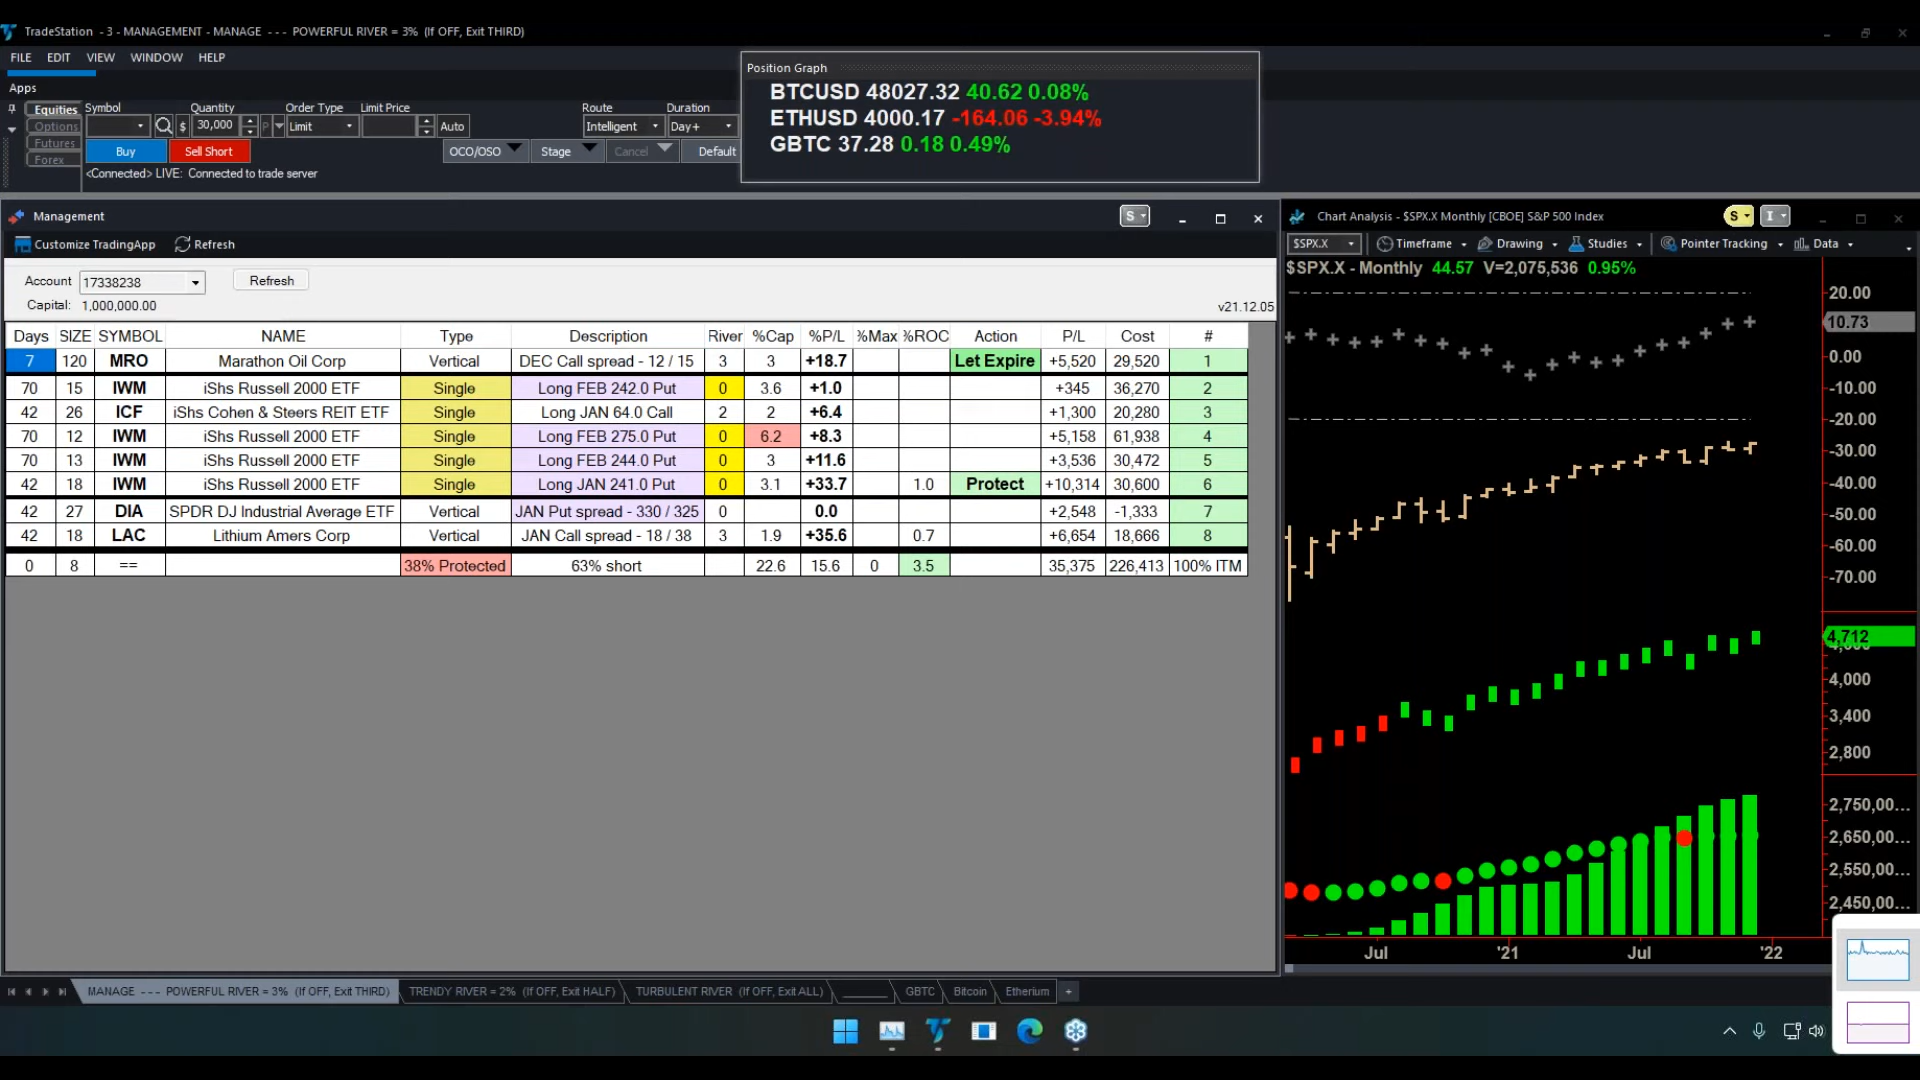 TradeStation - 3 - MANAGEMENT - MANAGE - - - POWERFUL RIVER = 3% (If OFF, Exit THIRD)
FILE EDIT VIEW WINDOW HELP
Apps
Equities
Options
Futures
Forex
Symbol Quantity Order Type Limit Price Route Duration
$ 30,000 P Limit Auto Intelligent Day+
Buy Sell Short OCO/OSO Stage Cancel Default
<Connected> LIVE: Connected to trade server
Position Graph
BTCUSD 48027.32 40.62 0.08%
ETHUSD 4000.17 -164.06 -3.94%
GBTC 37.28 0.18 0.49%
Management S
Customize TradingApp Refresh
Account 17338238 Refresh
Capital: 1,000,000.00
v21.12.05
Days SIZE SYMBOL NAME Type Description River %Cap %P/L %Max %ROC Action P/L Cost #
7 120 MRO Marathon Oil Corp Vertical DEC Call spread - 12 / 15 3 3 +18.7 Let Expire +5,520 29,520 1
70 15 IWM iShs Russell 2000 ETF Single Long FEB 242.0 Put 0 3.6 +1.0 +345 36,270 2
42 26 ICF iShs Cohen & Steers REIT ETF Single Long JAN 64.0 Call 2 2 +6.4 +1,300 20,280 3
70 12 IWM iShs Russell 2000 ETF Single Long FEB 275.0 Put 0 6.2 +8.3 +5,158 61,938 4
70 13 IWM iShs Russell 2000 ETF Single Long FEB 244.0 Put 0 3 +11.6 +3,536 30,472 5
42 18 IWM iShs Russell 2000 ETF Single Long JAN 241.0 Put 0 3.1 +33.7 1.0 Protect +10,314 30,600 6
42 27 DIA SPDR DJ Industrial Average ETF Vertical JAN Put spread - 330 / 325 0 0.0 +2,548 -1,333 7
42 18 LAC Lithium Amers Corp Vertical JAN Call spread - 18 / 38 3 1.9 +35.6 0.7 +6,654 18,666 8
0 8 == 38% Protected 63% short 22.6 15.6 0 3.5 35,375 226,413 100% ITM
Chart Analysis - $SPX.X Monthly [CBOE] S&P 500 Index S I
$SPX.X Timeframe Drawing Studies Pointer Tracking Data
$SPX.X - Monthly 44.57 V=2,075,536 0.95%
20.00
10.73
0.00
-10.00
-20.00
-30.00
-40.00
-50.00
-60.00
-70.00
4,712
4,000
3,400
2,800
2,750,00...
2,650,00...
2,550,00...
2,450,00...
Jul '21 Jul '22
MANAGE - - - POWERFUL RIVER = 3% (If OFF, Exit THIRD) TRENDY RIVER = 2% (If OFF, Exit HALF) TURBULENT RIVER (If OFF, Exit ALL) _______ GBTC Bitcoin Etherium +